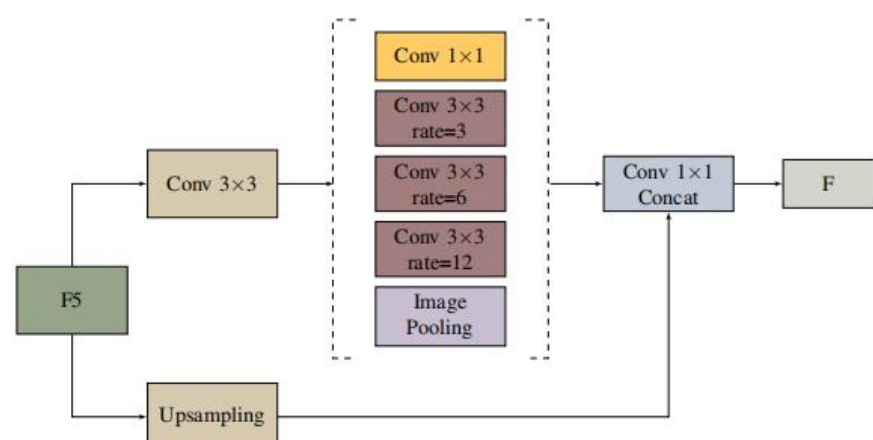 F5
Conv 3×3
Upsampling
Conv 1×1
Conv 3×3
rate=3
Conv 3×3
rate=6
Conv 3×3
rate=12
Image
Pooling
Conv 1×1
Concat
F